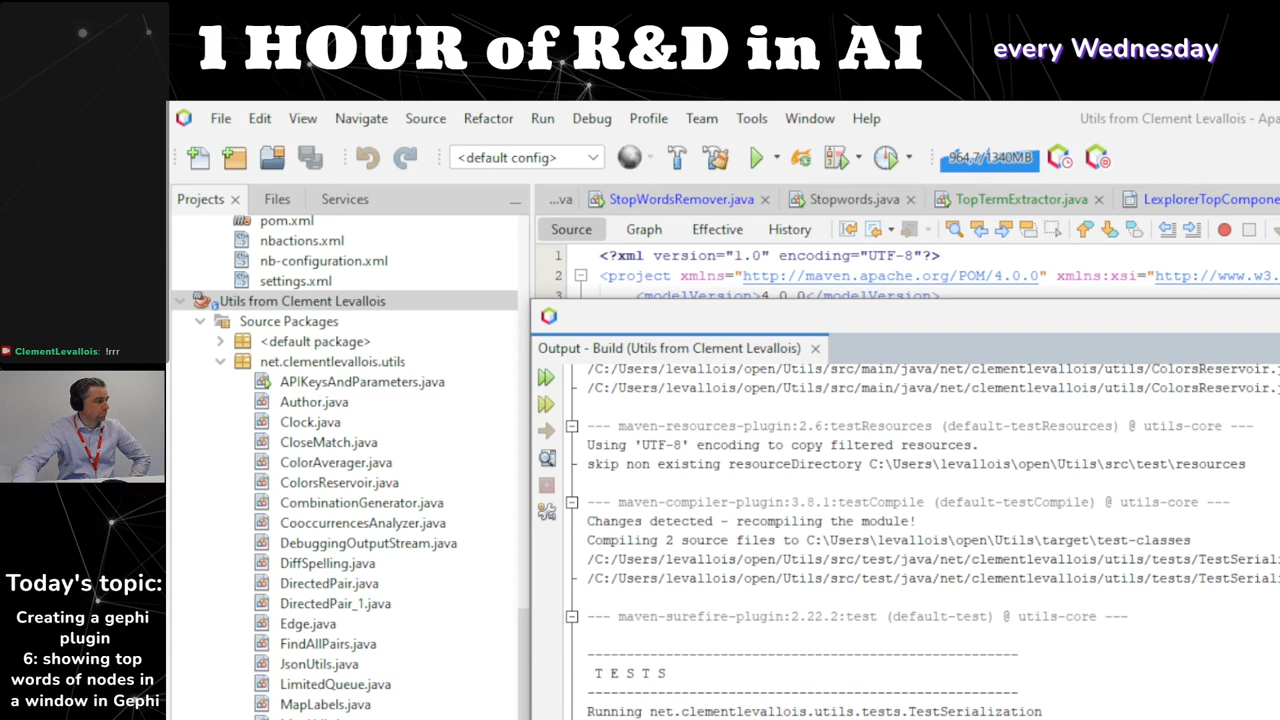 1 HOUR of R&D in AI
every Wednesday
File Edit View Navigate Source Refactor Run Debug Profile Team Tools Window Help
Utils from Clement Levallois - Apa
<default config>
964,7/1340MB
Projects Files Services
...va StopWordsRemover.java Stopwords.java TopTermExtractor.java LexplorerTopCompone
Source Graph Effective History
pom.xml
nbactions.xml
nb-configuration.xml
settings.xml
Utils from Clement Levallois
Source Packages
<default package>
net.clementlevallois.utils
APIKeysAndParameters.java
Author.java
Clock.java
CloseMatch.java
ColorAverager.java
ColorsReservoir.java
CombinationGenerator.java
CooccurrencesAnalyzer.java
DebuggingOutputStream.java
DiffSpelling.java
DirectedPair.java
DirectedPair_1.java
Edge.java
FindAllPairs.java
JsonUtils.java
LimitedQueue.java
MapLabels.java
1 <?xml version="1.0" encoding="UTF-8"?>
2 <project xmlns="http://maven.apache.org/POM/4.0.0" xmlns:xsi="http://www.w3.
3 <modelVersion>4.0.0</modelVersion>
Output - Build (Utils from Clement Levallois)
/C:/Users/levallois/open/Utils/src/main/java/net/clementlevallois/utils/ColorsReservoir.j
/C:/Users/levallois/open/Utils/src/main/java/net/clementlevallois/utils/ColorsReservoir.j
--- maven-resources-plugin:2.6:testResources (default-testResources) @ utils-core ---
Using 'UTF-8' encoding to copy filtered resources.
skip non existing resourceDirectory C:\Users\levallois\open\Utils\src\test\resources
--- maven-compiler-plugin:3.8.1:testCompile (default-testCompile) @ utils-core ---
Changes detected - recompiling the module!
Compiling 2 source files to C:\Users\levallois\open\Utils\target\test-classes
/C:/Users/levallois/open/Utils/src/test/java/net/clementlevallois/utils/tests/TestSeriali
/C:/Users/levallois/open/Utils/src/test/java/net/clementlevallois/utils/tests/TestSeriali
--- maven-surefire-plugin:2.22.2:test (default-test) @ utils-core ---
-------------------------------------------------------
T E S T S
-------------------------------------------------------
Running net.clementlevallois.utils.tests.TestSerialization
ClementLevallois: !rrr
Today's topic:
Creating a gephi
plugin
6: showing top
words of nodes in
a window in Gephi